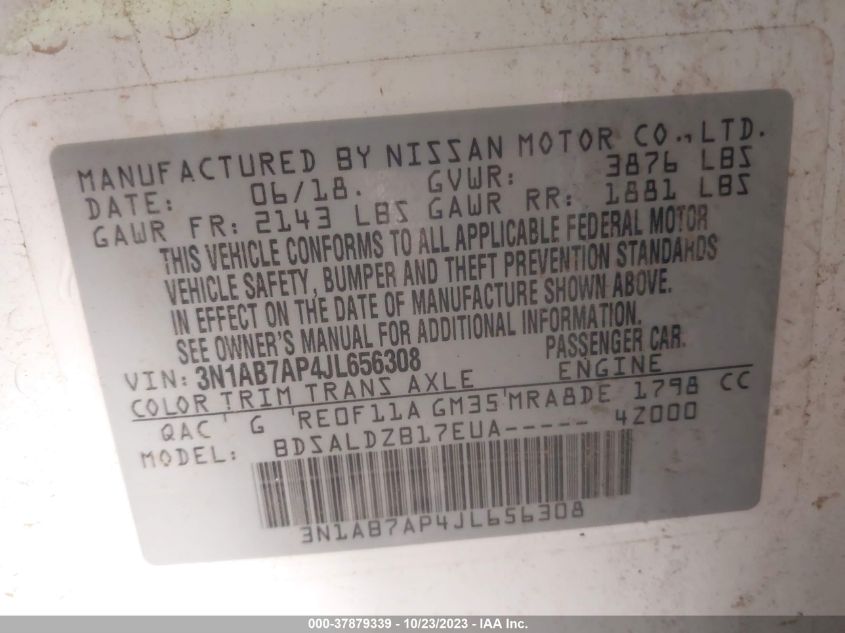 MANUFACTURED BY NISSAN MOTOR CO., LTD.
DATE: 06/18. GVWR: 3876 LBS
GAWR FR: 2143 LBS GAWR RR: 1881 LBS
THIS VEHICLE CONFORMS TO ALL APPLICABLE FEDERAL MOTOR
VEHICLE SAFETY, BUMPER AND THEFT PREVENTION STANDARDS
IN EFFECT ON THE DATE OF MANUFACTURE SHOWN ABOVE.
SEE OWNER'S MANUAL FOR ADDITIONAL INFORMATION.
VIN: 3N1AB7AP4JL656308 PASSENGER CAR.
COLOR TRIM TRANS AXLE ENGINE
QAC G RE0F11A GM35 MRA8DE 1798 CC
MODEL: BDSALDZB17EUA----- 4Z000
3N1AB7AP4JL656308
000-37879339 - 10/23/2023 - IAA Inc.